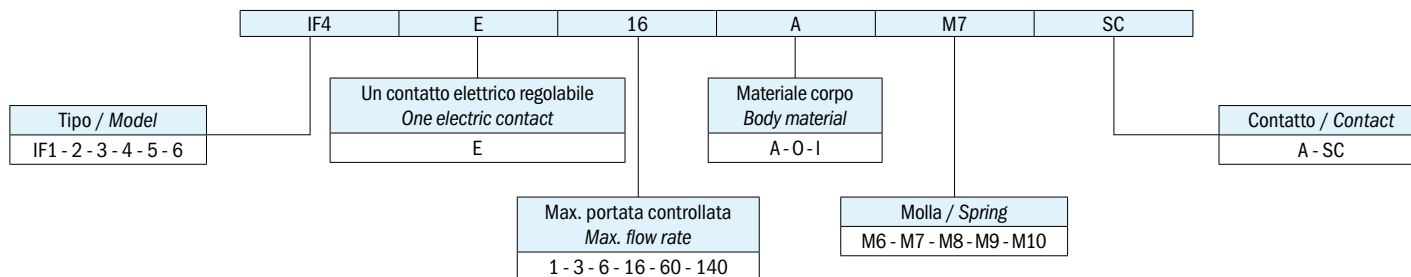 IF4 E 16 A M7 SC
Un contatto elettrico regolabile
One electric contact
E
Materiale corpo
Body material
A - O - I
Tipo / Model
IF1 - 2 - 3 - 4 - 5 - 6
Contatto / Contact
A - SC
Max. portata controllata
Max. flow rate
1 - 3 - 6 - 16 - 60 - 140
Molla / Spring
M6 - M7 - M8 - M9 - M10